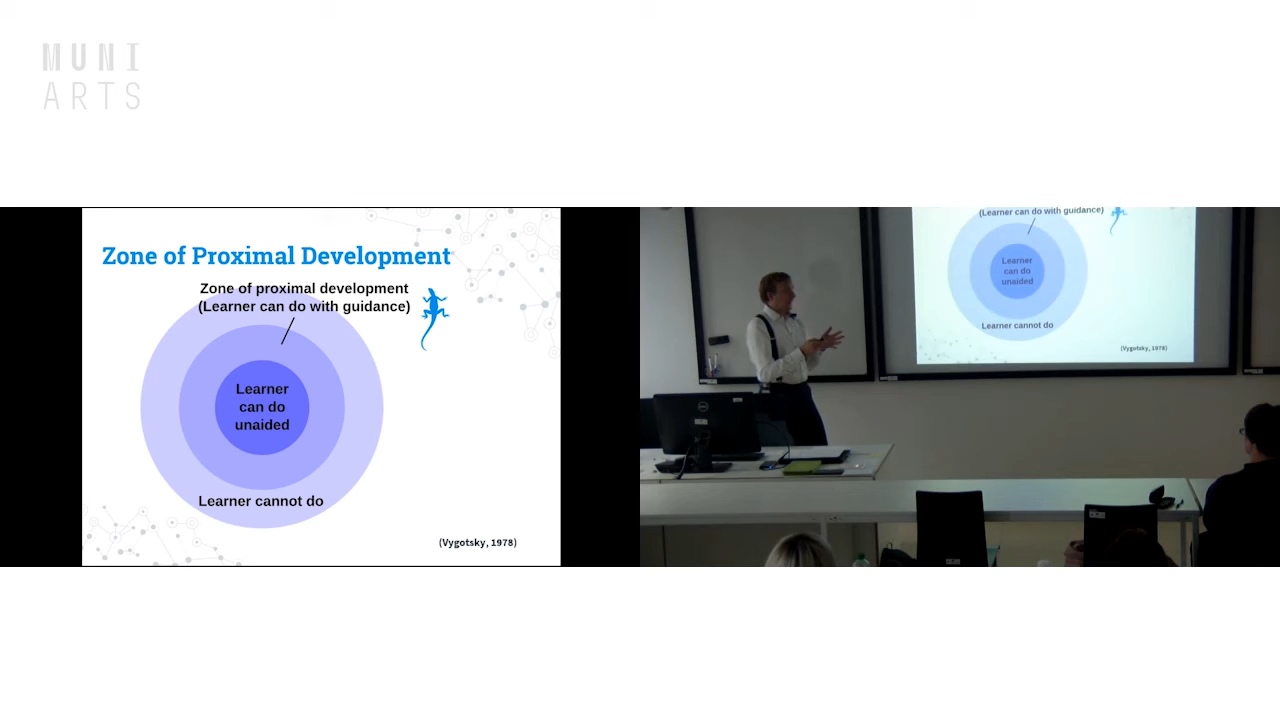 MUNI
ARTS
Zone of Proximal Development
Zone of proximal development
(Learner can do with guidance)
Learner
can do
unaided
Learner cannot do
(Vygotsky, 1978)
(Learner can do with guidance)
Learner
can do
unaided
Learner cannot do
(Vygotsky, 1978)
DELL